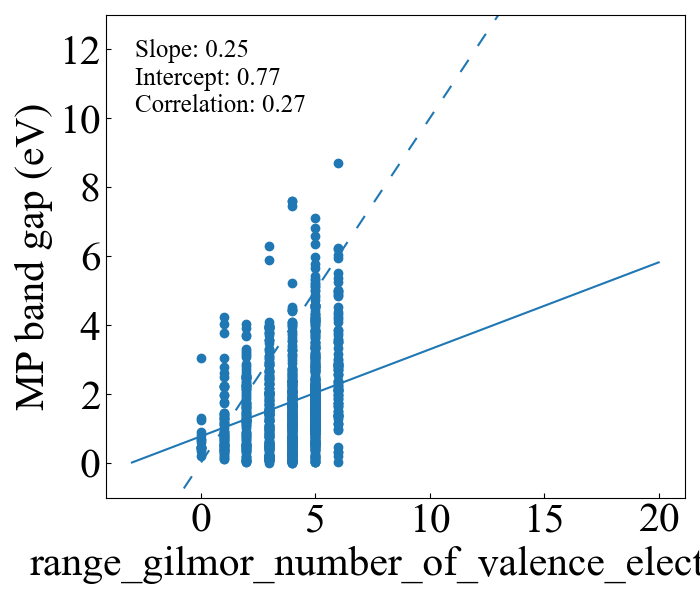 Slope: 0.25
Intercept: 0.77
Correlation: 0.27
MP band gap (eV)
12
10
8
6
4
2
0
0 5 10 15 20
range_gilmor_number_of_valence_elect